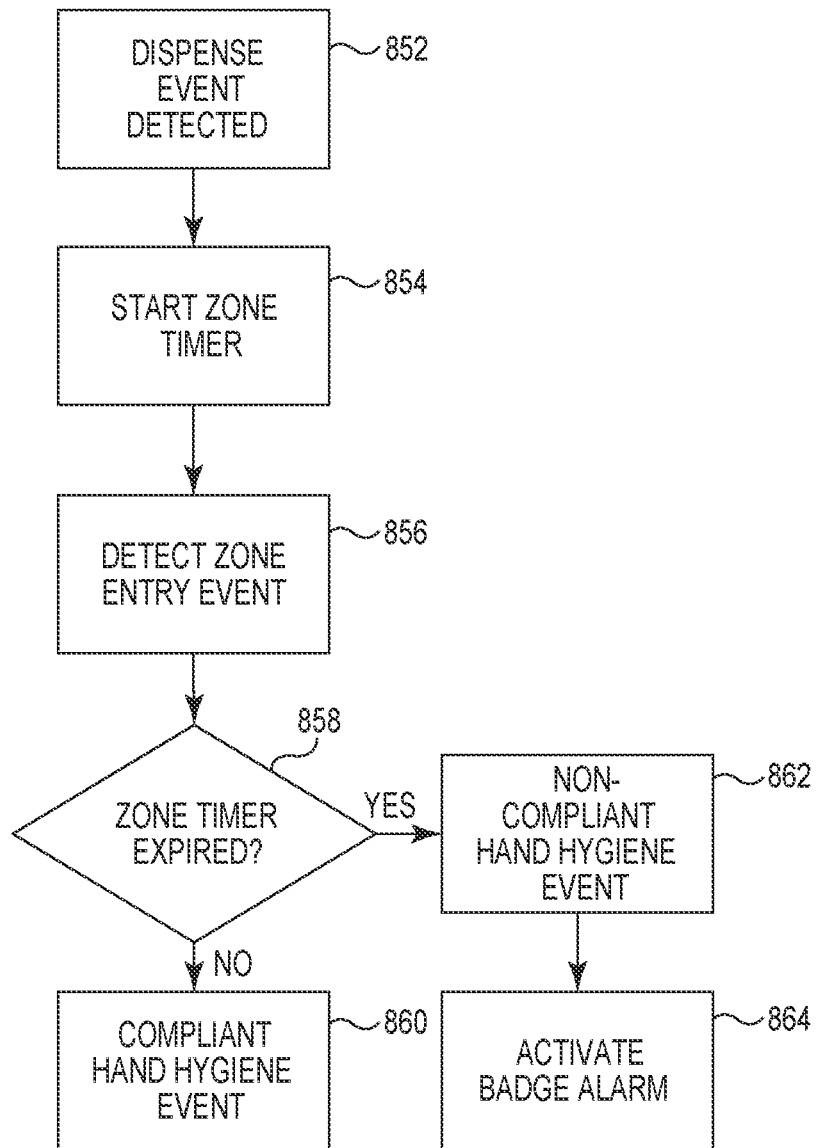 DISPENSE
EVENT
DETECTED
852
START ZONE
TIMER
854
DETECT ZONE
ENTRY EVENT
856
ZONE TIMER
EXPIRED?
858
YES
NO
NON-
COMPLIANT
HAND HYGIENE
EVENT
862
COMPLIANT
HAND HYGIENE
EVENT
860
ACTIVATE
BADGE ALARM
864